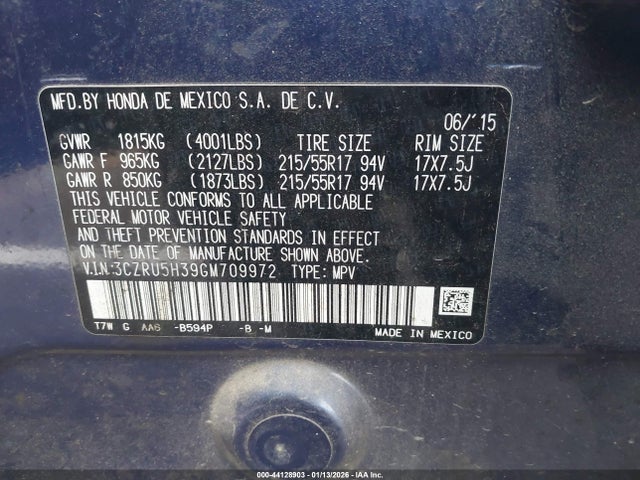 MFD.BY HONDA DE MEXICO S.A. DE C.V.
06/'15
GVWR 1815KG (4001LBS) TIRE SIZE RIM SIZE
GAWR F 965KG (2127LBS) 215/55R17 94V 17X7.5J
GAWR R 850KG (1873LBS) 215/55R17 94V 17X7.5J
THIS VEHICLE CONFORMS TO ALL APPLICABLE
FEDERAL MOTOR VEHICLE SAFETY
AND THEFT PREVENTION STANDARDS IN EFFECT
ON THE DATE OF MANUFACTURE SHOWN ABOVE.
V.I.N:3CZRU5H39GM709972 TYPE: MPV
T7W G AA6 -B594P -B -M
MADE IN MEXICO
000-44128903 - 01/13/2026 - IAAI